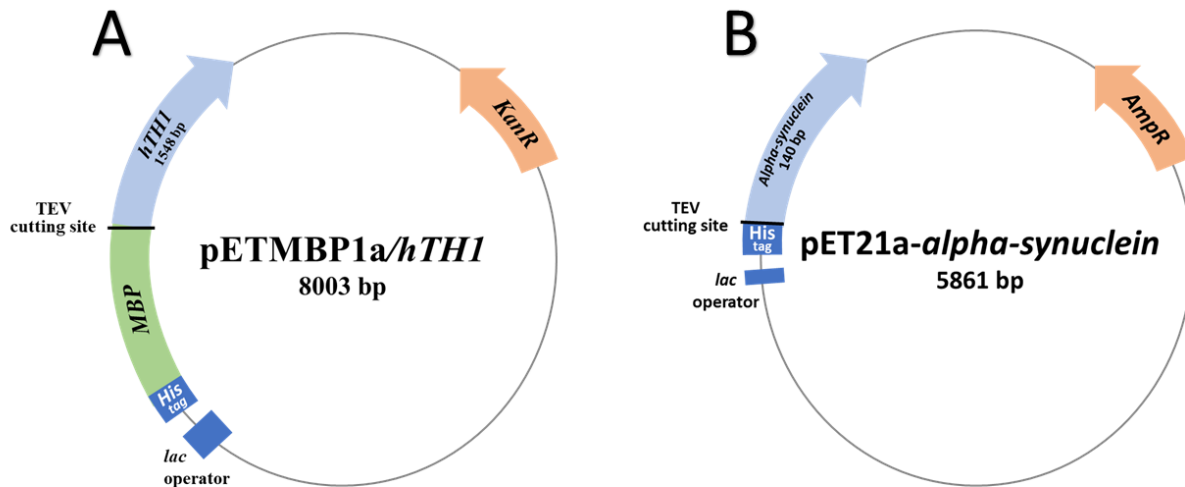 A
hTH1
1548 bp
KanR
TEV
cutting site
pETMBP1a/hTH1
8003 bp
MBP
His
tag
lac
operator
B
Alpha-synuclein
140 bp
AmpR
TEV
cutting site
His
tag
pET21a-alpha-synuclein
5861 bp
lac
operator